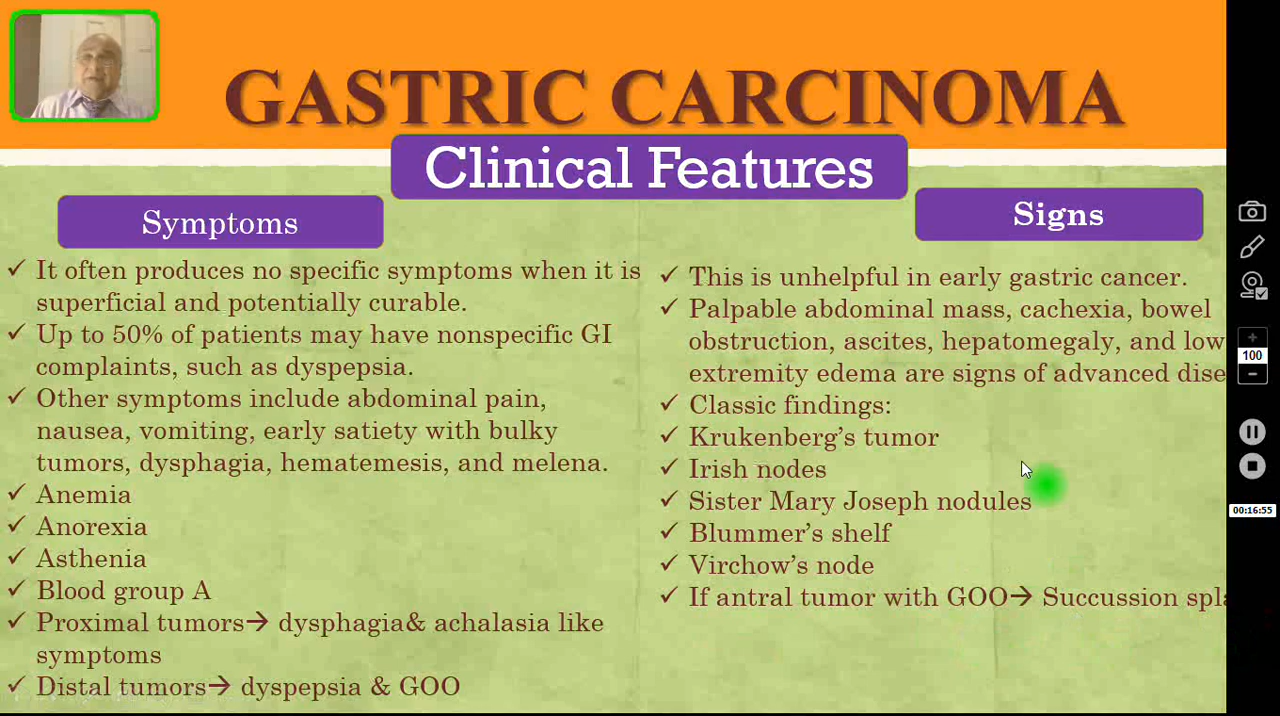 GASTRIC CARCINOMA
Clinical Features
Symptoms
✓ It often produces no specific symptoms when it is
superficial and potentially curable.
✓ Up to 50% of patients may have nonspecific GI
complaints, such as dyspepsia.
✓ Other symptoms include abdominal pain,
nausea, vomiting, early satiety with bulky
tumors, dysphagia, hematemesis, and melena.
✓ Anemia
✓ Anorexia
✓ Asthenia
✓ Blood group A
✓ Proximal tumors→ dysphagia& achalasia like
symptoms
✓ Distal tumors→ dyspepsia & GOO
Signs
✓ This is unhelpful in early gastric cancer.
✓ Palpable abdominal mass, cachexia, bowel
obstruction, ascites, hepatomegaly, and low
extremity edema are signs of advanced dise
✓ Classic findings:
✓ Krukenberg’s tumor
✓ Irish nodes
✓ Sister Mary Joseph nodules
✓ Blummer’s shelf
✓ Virchow’s node
✓ If antral tumor with GOO→ Succussion spla
100
00:16:55